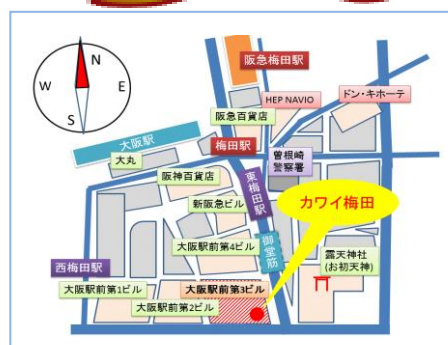 阪急梅田駅
N
W
E
S
HEP NAVIO
ドン・キホーテ
阪急百貨店
大阪駅
梅田駅
曽根崎
警察署
大丸
阪神百貨店
東梅田駅
カワイ梅田
新阪急ビル
大阪駅前第4ビル
御堂筋
露天神社
(お初天神)
西梅田駅
大阪駅前第1ビル
大阪駅前第3ビル
大阪駅前第2ビル